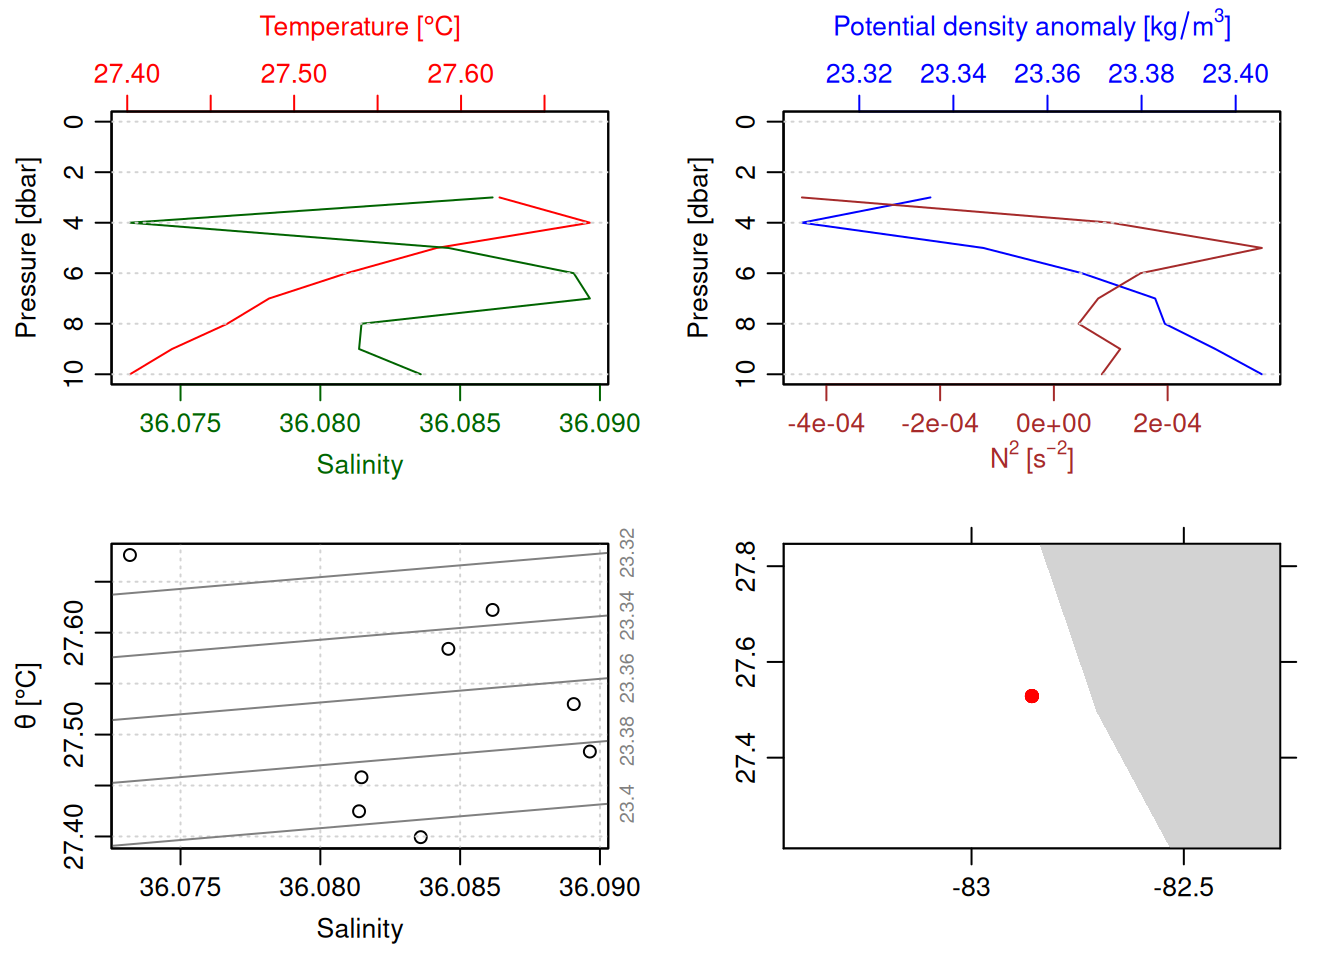 Temperature [°C]
27.40 27.50 27.60
0
2
4
6
8
10
Pressure [dbar]
36.075 36.080 36.085 36.090
Salinity
Potential density anomaly [kg/m³]
23.32 23.34 23.36 23.38 23.40
0
2
4
6
8
10
Pressure [dbar]
-4e-04 -2e-04 0e+00 2e-04
N² [s⁻²]
27.60
27.50
27.40
θ [°C]
23.32
23.34
23.36
23.38
23.4
36.075 36.080 36.085 36.090
Salinity
27.8
27.6
27.4
-83 -82.5